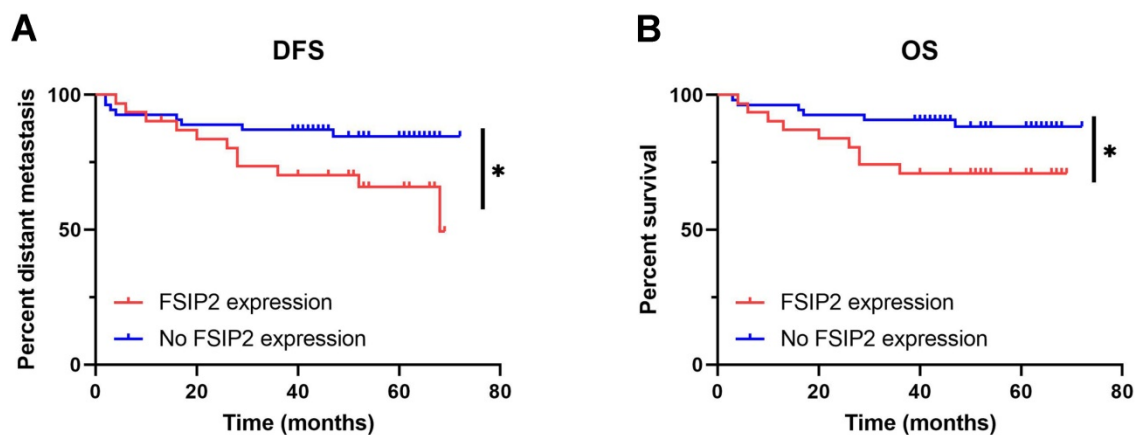 A
DFS
Percent distant metastasis
100
50
0
0 20 40 60 80
Time (months)
FSIP2 expression
No FSIP2 expression
*
B
OS
Percent survival
100
50
0
0 20 40 60 80
Time (months)
FSIP2 expression
No FSIP2 expression
*